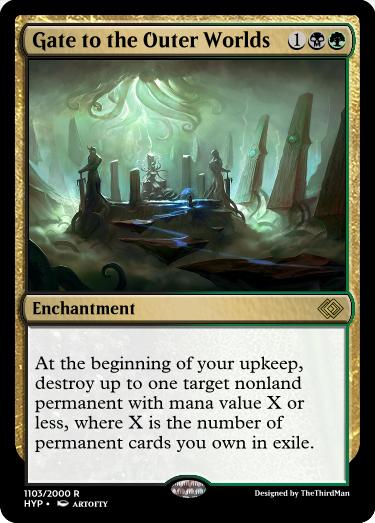 Gate to the Outer Worlds 1
Enchantment
At the beginning of your upkeep,
destroy up to one target nonland
permanent with mana value X or
less, where X is the number of
permanent cards you own in exile.
1103/2000 R
HYP • ARTOFTY
Designed by TheThirdMan